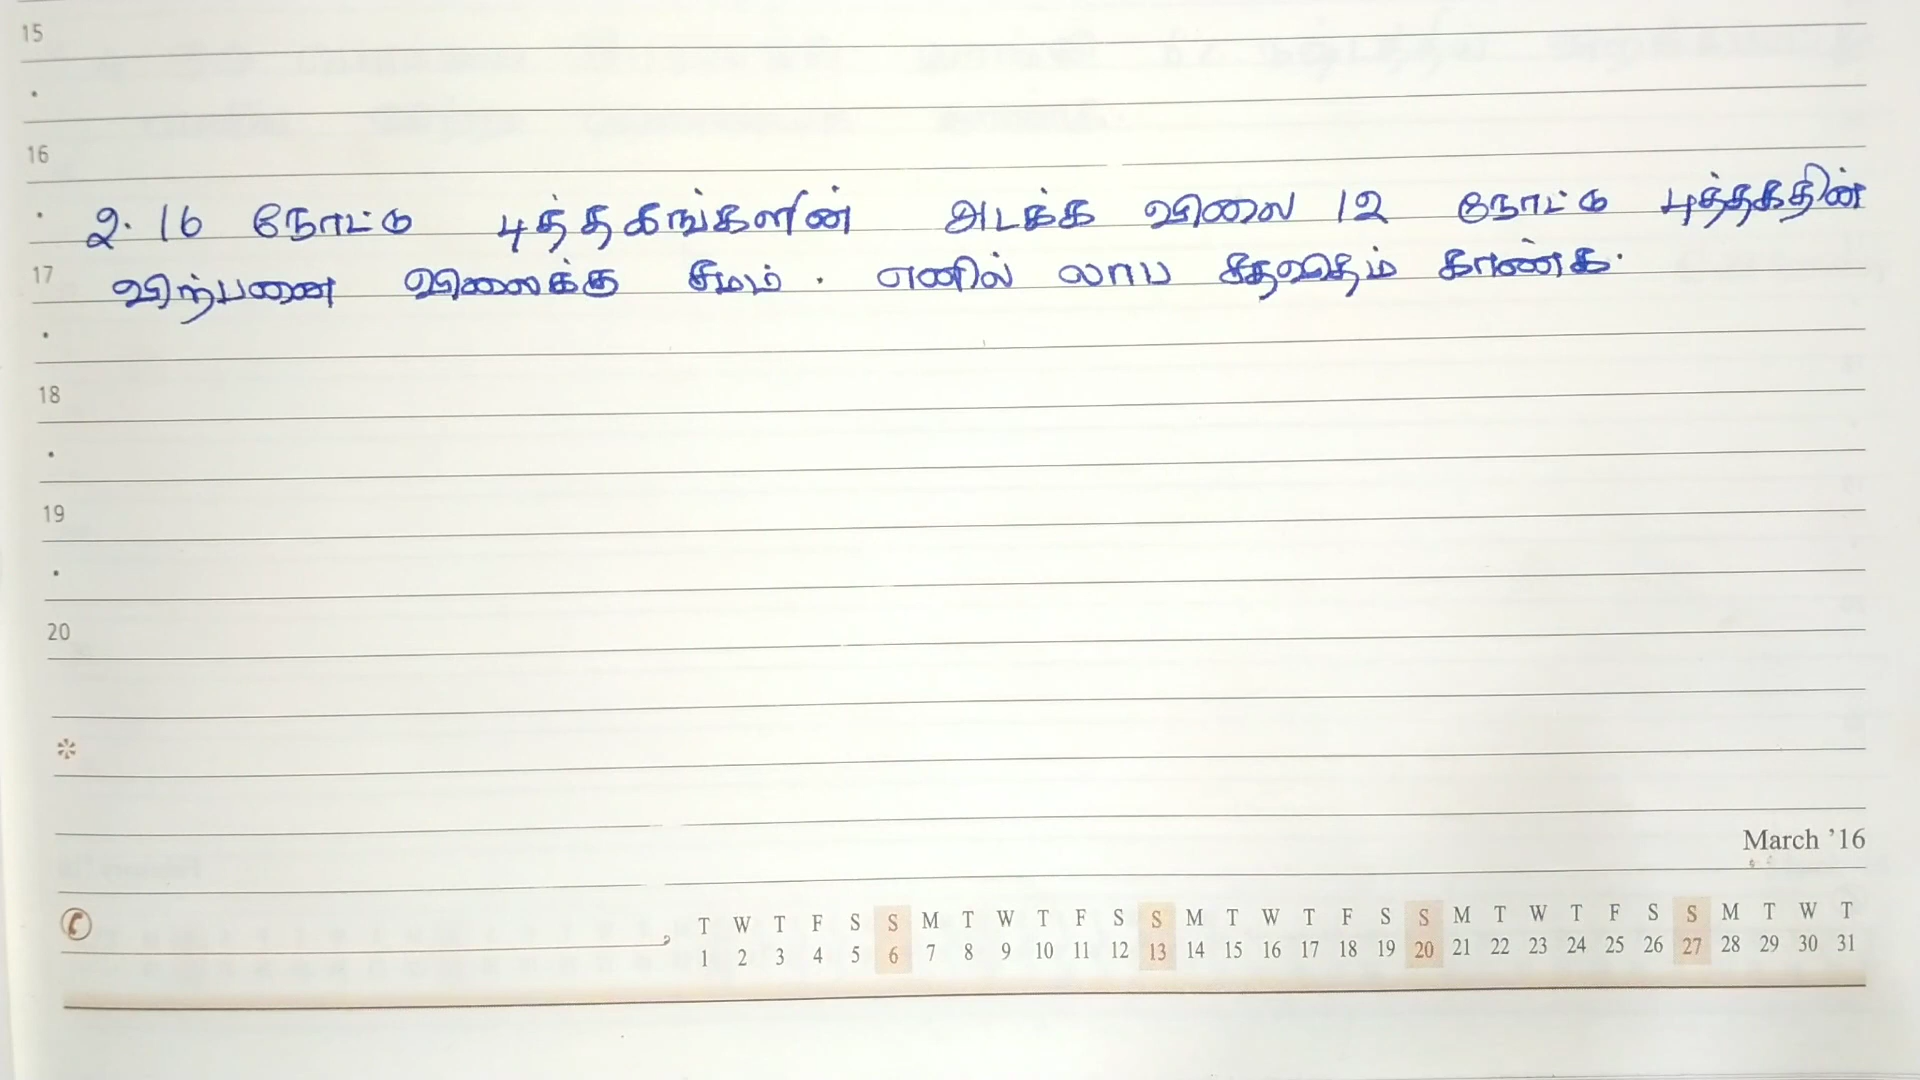 15
16
2. 16 நோட்டு புத்தகங்களின் அடக்க விலை 12 நோட்டு புத்தகதின்
17
விற்பனை விலைக்கு சமம். எனில் லாப சதவிதம் காண்க.
18
19
20
March ’16
T W T F S S M T W T F S S M T W T F S S M T W T F S S M T W T
1 2 3 4 5 6 7 8 9 10 11 12 13 14 15 16 17 18 19 20 21 22 23 24 25 26 27 28 29 30 31